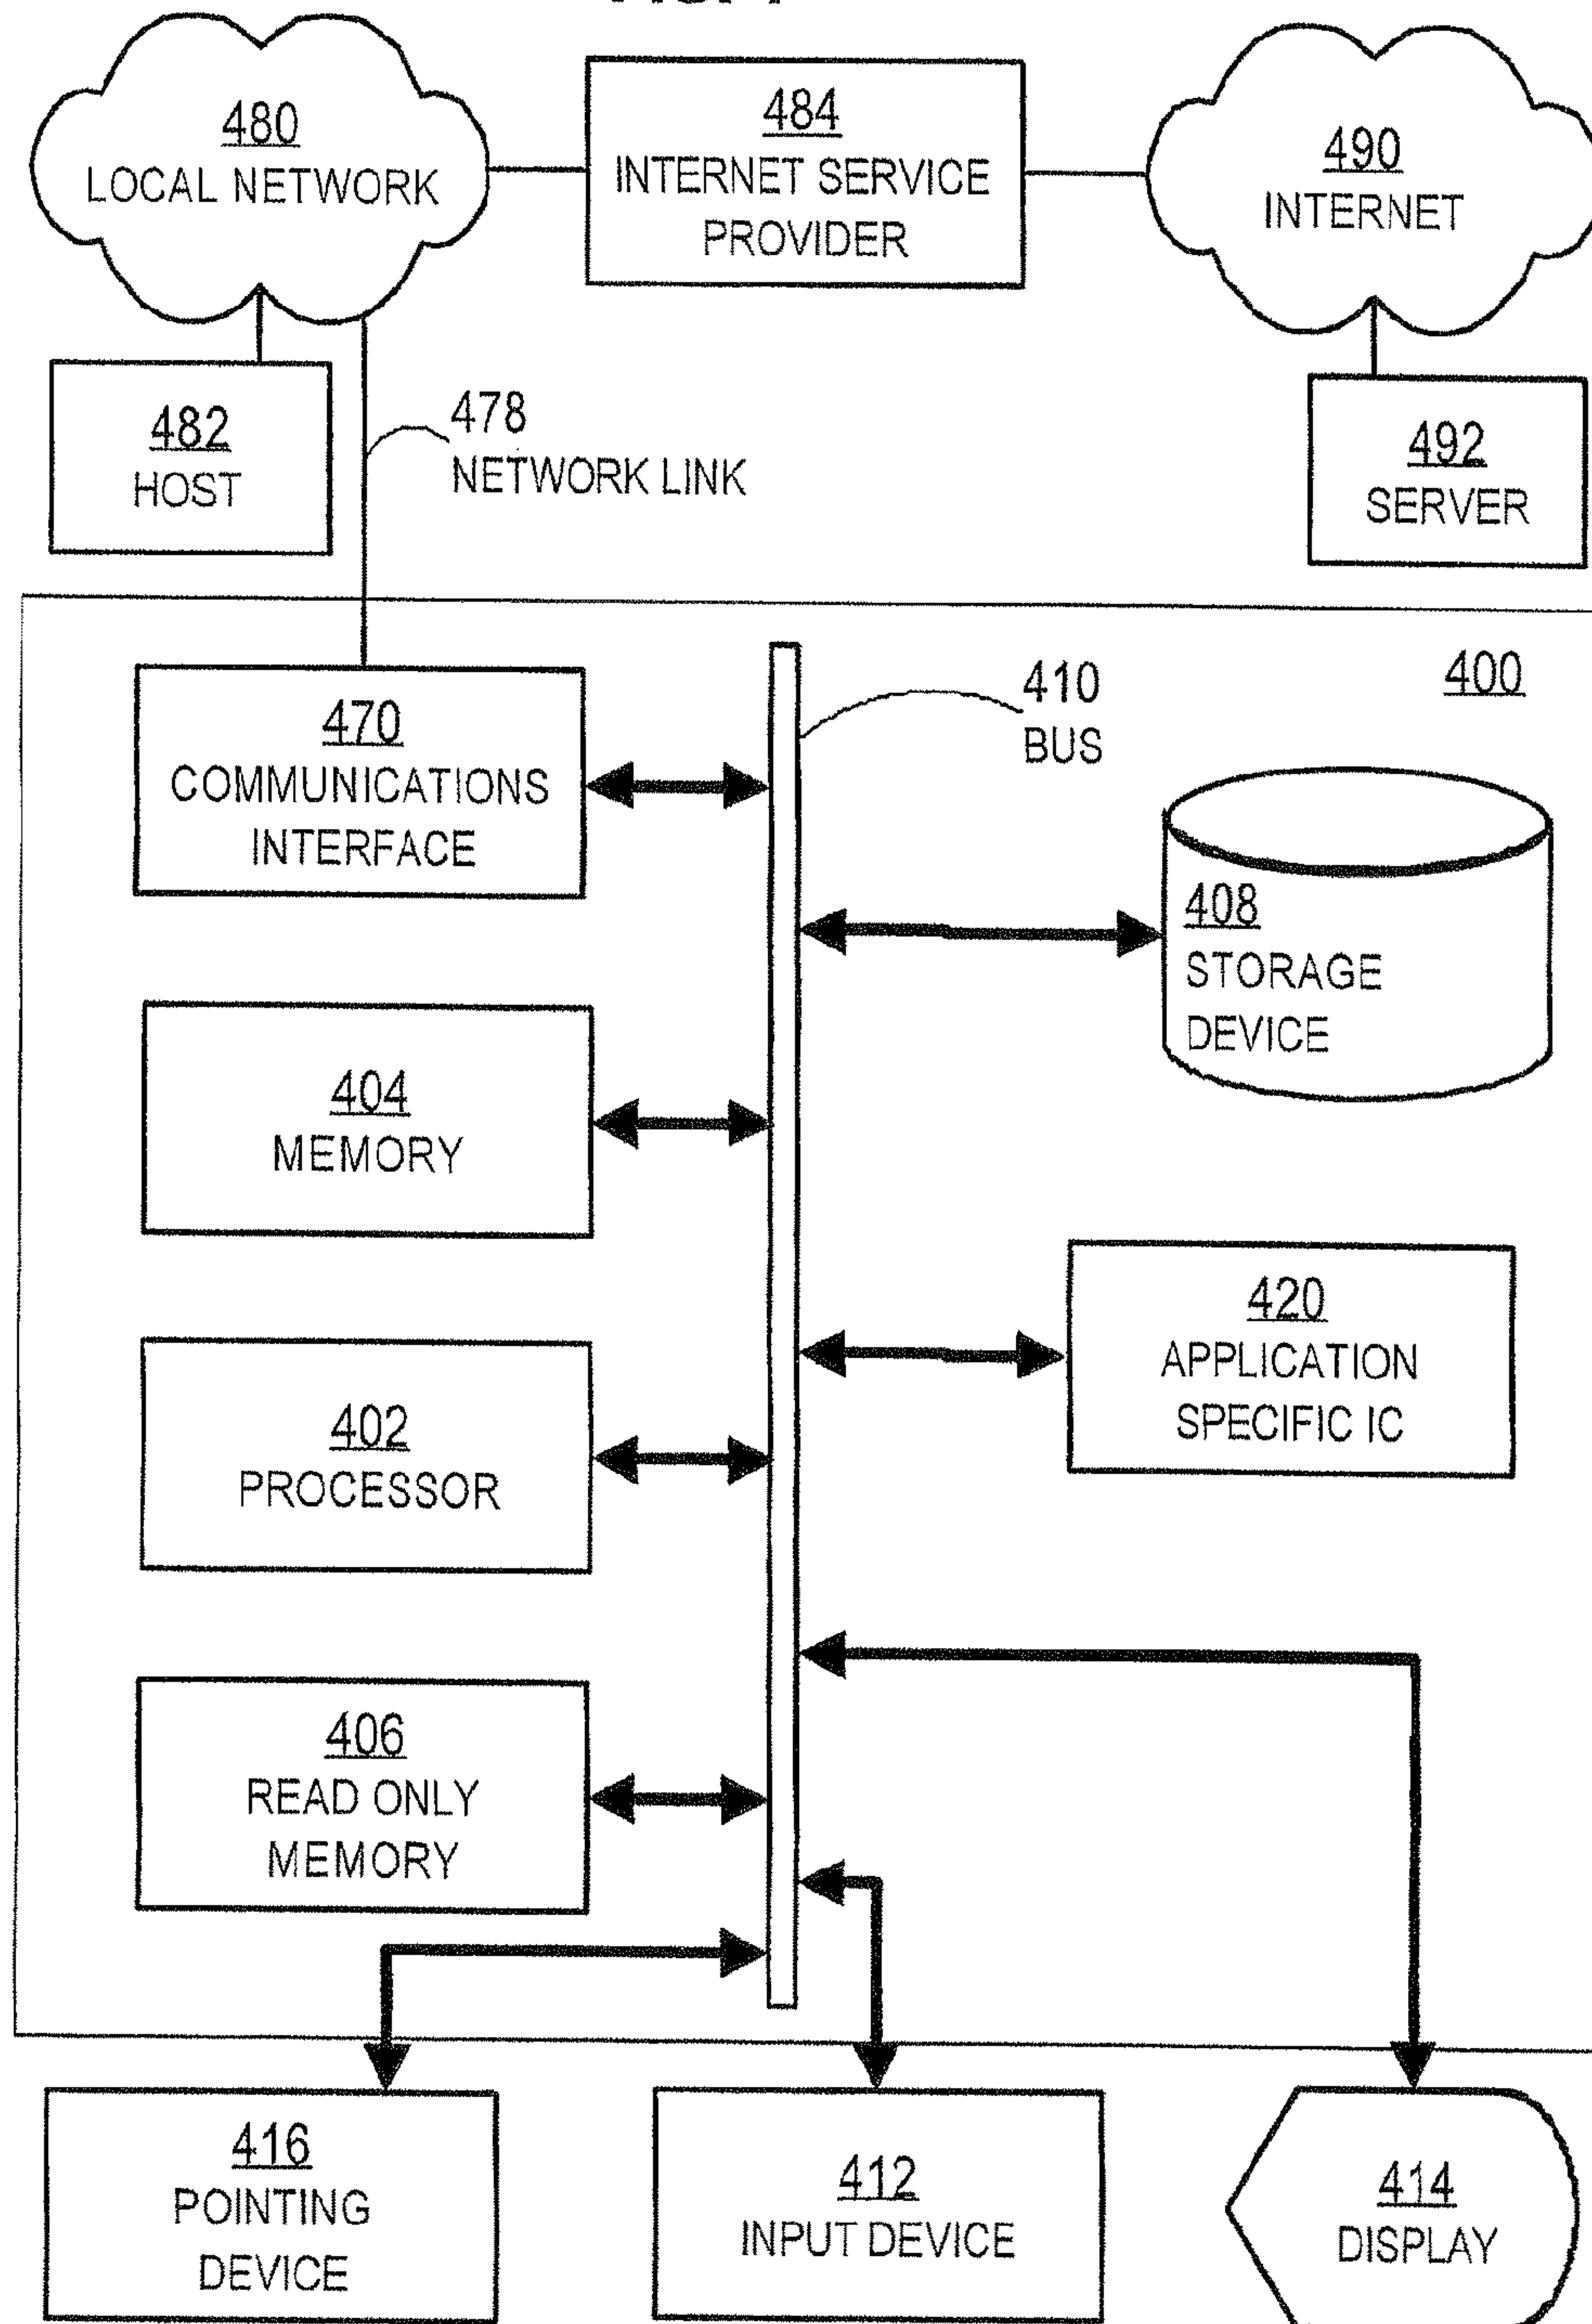 480
LOCAL NETWORK
484
INTERNET SERVICE
PROVIDER
490
INTERNET
482
HOST
478
NETWORK LINK
492
SERVER
400
470
COMMUNICATIONS
INTERFACE
410
BUS
408
STORAGE
DEVICE
404
MEMORY
420
APPLICATION
SPECIFIC IC
402
PROCESSOR
406
READ ONLY
MEMORY
416
POINTING
DEVICE
412
INPUT DEVICE
414
DISPLAY